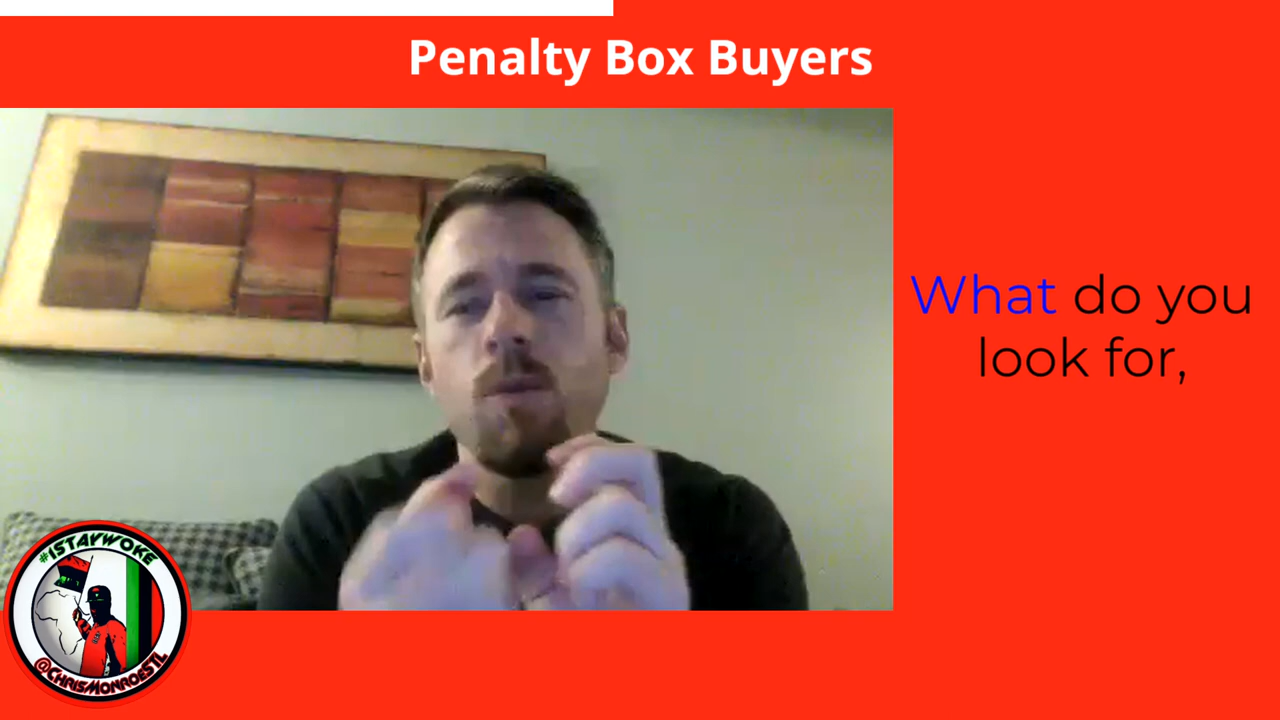 Penalty Box Buyers
What do you
look for,
#ISTAYWOKE
@CHRISMONROESTL